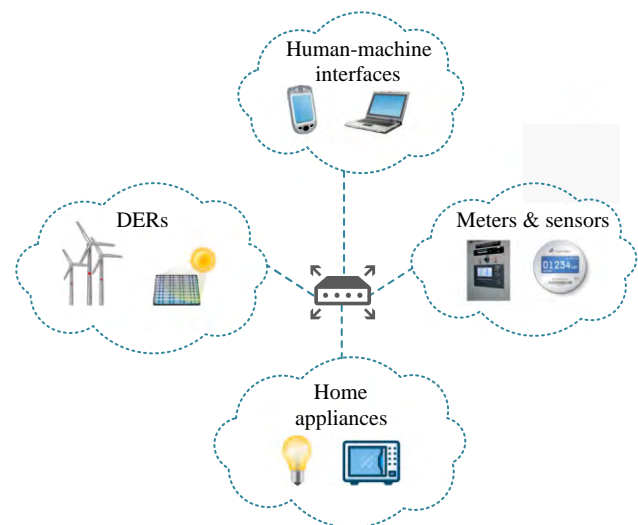 Human-machine
interfaces
DERs
Meters & sensors
01234
Home
appliances